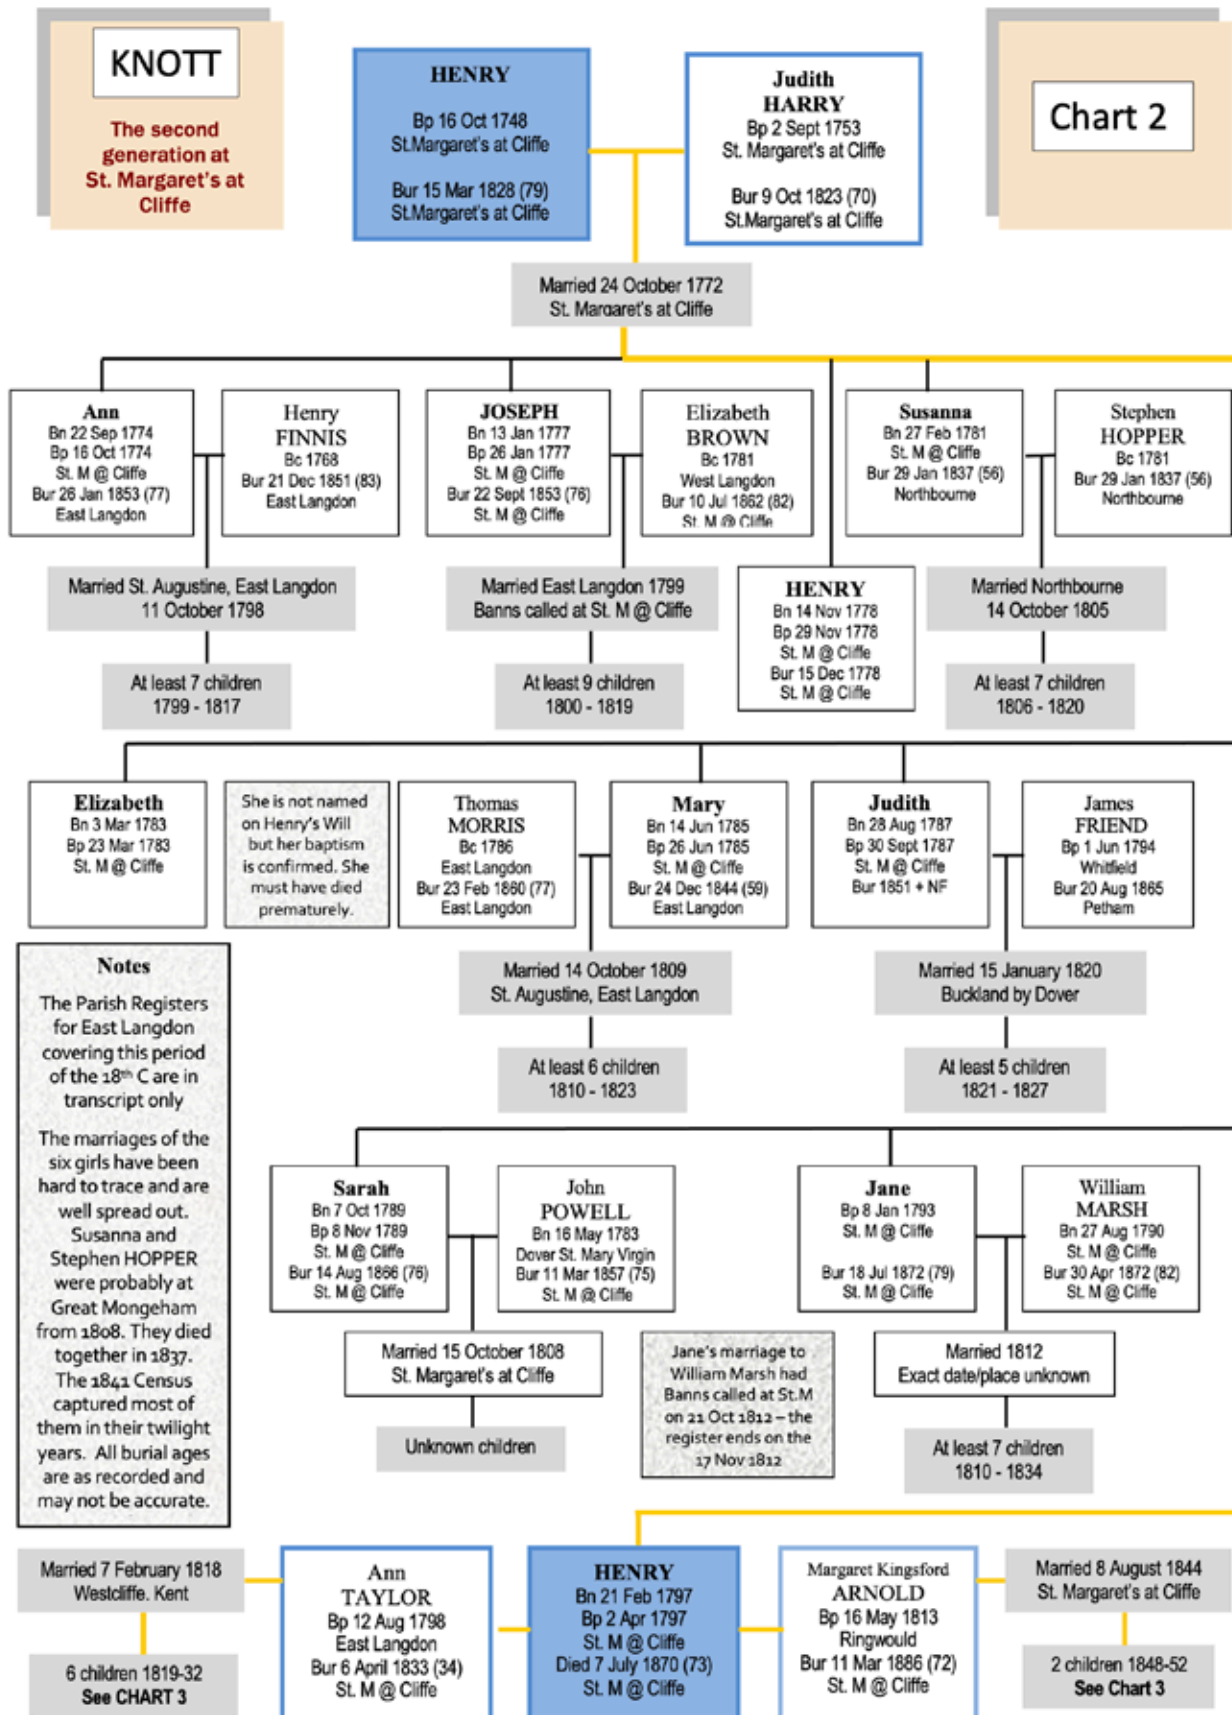 KNOTT
The second
generation at
St. Margaret's at
Cliffe
HENRY
Bp 16 Oct 1748
St.Margaret's at Cliffe
Bur 15 Mar 1828 (79)
St.Margaret's at Cliffe
Judith
HARRY
Bp 2 Sept 1753
St. Margaret's at Cliffe
Bur 9 Oct 1823 (70)
St.Margaret's at Cliffe
Chart 2
Married 24 October 1772
St. Margaret's at Cliffe
Ann
Bn 22 Sep 1774
Bp 16 Oct 1774
St. M @ Cliffe
Bur 26 Jan 1853 (77)
East Langdon
Henry
FINNIS
Bc 1768
Bur 21 Dec 1851 (83)
East Langdon
JOSEPH
Bn 13 Jan 1777
Bp 26 Jan 1777
St. M @ Cliffe
Bur 22 Sept 1853 (76)
St. M @ Cliffe
Elizabeth
BROWN
Bc 1781
West Langdon
Bur 10 Jul 1862 (82)
St. M @ Cliffe
Susanna
Bn 27 Feb 1781
St. M @ Cliffe
Bur 29 Jan 1837 (56)
Northbourne
Stephen
HOPPER
Bc 1781
Bur 29 Jan 1837 (56)
Northbourne
Married St. Augustine, East Langdon
11 October 1798
Married East Langdon 1799
Banns called at St. M @ Cliffe
HENRY
Bn 14 Nov 1778
Bp 29 Nov 1778
St. M @ Cliffe
Bur 15 Dec 1778
St. M @ Cliffe
Married Northbourne
14 October 1805
At least 7 children
1799 - 1817
At least 9 children
1800 - 1819
At least 7 children
1806 - 1820
Elizabeth
Bn 3 Mar 1783
Bp 23 Mar 1783
St. M @ Cliffe
She is not named
on Henry's Will
but her baptism
is confirmed. She
must have died
prematurely.
Thomas
MORRIS
Bc 1786
East Langdon
Bur 23 Feb 1860 (77)
East Langdon
Mary
Bn 14 Jun 1785
Bp 26 Jun 1785
St. M @ Cliffe
Bur 24 Dec 1844 (59)
East Langdon
Judith
Bn 28 Aug 1787
Bp 30 Sept 1787
St. M @ Cliffe
Bur 1851 + NF
James
FRIEND
Bp 1 Jun 1794
Whitfield
Bur 20 Aug 1865
Petham
Married 14 October 1809
St. Augustine, East Langdon
Married 15 January 1820
Buckland by Dover
At least 6 children
1810 - 1823
At least 5 children
1821 - 1827
Notes
The Parish Registers
for East Langdon
covering this period
of the 18th C are in
transcript only
The marriages of the
six girls have been
hard to trace and are
well spread out.
Susanna and
Stephen HOPPER
were probably at
Great Mongeham
from 1808. They died
together in 1837.
The 1841 Census
captured most of
them in their twilight
years. All burial ages
are as recorded and
may not be accurate.
Sarah
Bn 7 Oct 1789
Bp 8 Nov 1789
St. M @ Cliffe
Bur 14 Aug 1866 (76)
St. M @ Cliffe
John
POWELL
Bn 16 May 1783
Dover St. Mary Virgin
Bur 11 Mar 1857 (75)
St. M @ Cliffe
Jane
Bp 8 Jan 1793
St. M @ Cliffe
Bur 18 Jul 1872 (79)
St. M @ Cliffe
William
MARSH
Bn 27 Aug 1790
St. M @ Cliffe
Bur 30 Apr 1872 (82)
St. M @ Cliffe
Married 15 October 1808
St. Margaret's at Cliffe
Jane's marriage to
William Marsh had
Banns called at St.M
on 21 Oct 1812 – the
register ends on the
17 Nov 1812
Married 1812
Exact date/place unknown
Unknown children
At least 7 children
1810 - 1834
Married 7 February 1818
Westcliffe. Kent
Ann
TAYLOR
Bp 12 Aug 1798
East Langdon
Bur 6 April 1833 (34)
St. M @ Cliffe
HENRY
Bn 21 Feb 1797
Bp 2 Apr 1797
St. M @ Cliffe
Died 7 July 1870 (73)
St. M @ Cliffe
Margaret Kingsford
ARNOLD
Bp 16 May 1813
Ringwould
Bur 11 Mar 1886 (72)
St. M @ Cliffe
Married 8 August 1844
St. Margaret's at Cliffe
6 children 1819-32
See CHART 3
2 children 1848-52
See Chart 3